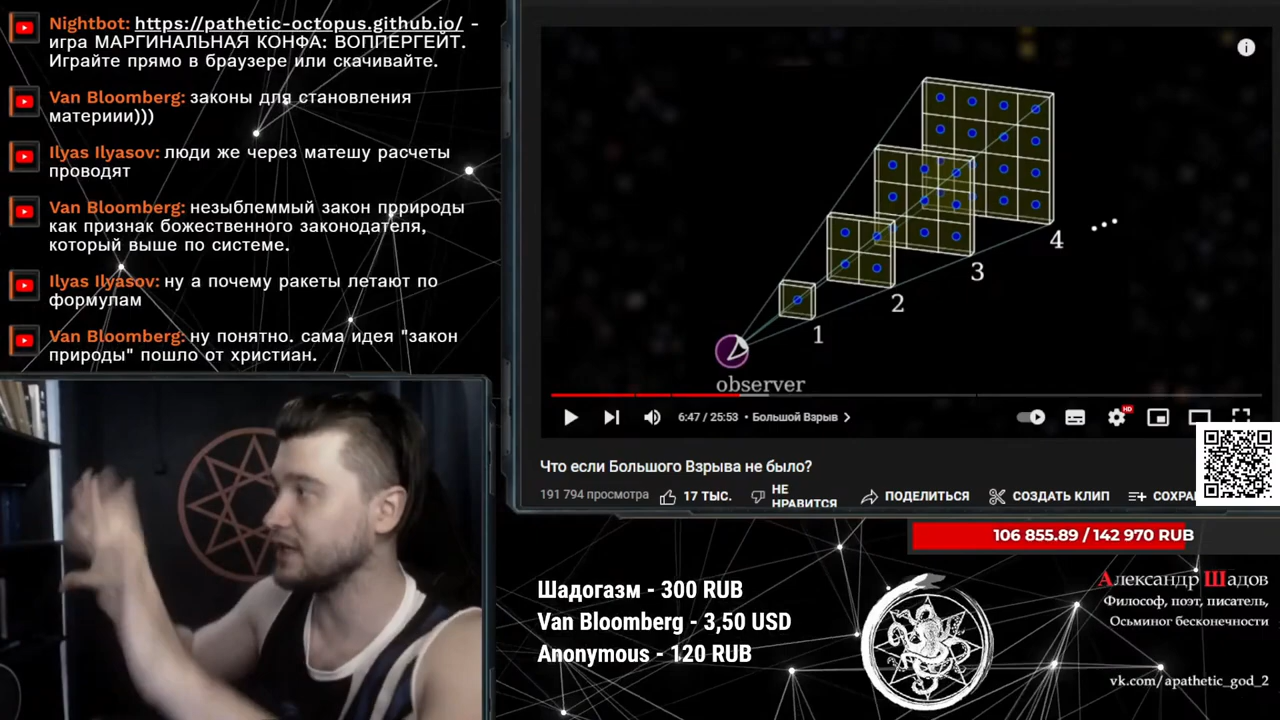 Nightbot: https://pathetic-octopus.github.io/ -
игра МАРГИНАЛЬНАЯ КОНФА: ВОППЕРГЕЙТ.
Играйте прямо в браузере или скачивайте.
Van Bloomberg: законы для становления
материии)))
Ilyas Ilyasov: люди же через матешу расчеты
проводят
Van Bloomberg: незыблеммый закон прророды
как признак божественного законодателя,
который выше по системе.
Ilyas Ilyasov: ну а почему ракеты летают по
формулам
Van Bloomberg: ну понятно. сама идея "закон
природы" пошло от христиан.
1
2
3
4
...
observer
6:47 / 25:53 • Большой Взрыв
HD
Что если Большого Взрыва не было?
191 794 просмотра
17 ТЫС.
НЕ
НРАВИТСЯ
ПОДЕЛИТЬСЯ
СОЗДАТЬ КЛИП
106 855.89 / 142 970 RUB
Шадогазм - 300 RUB
Van Bloomberg - 3,50 USD
Anonymous - 120 RUB
Александр Шадов
Философ, поэт, писатель,
Осьминог бесконечности
vk.com/apathetic_god_2